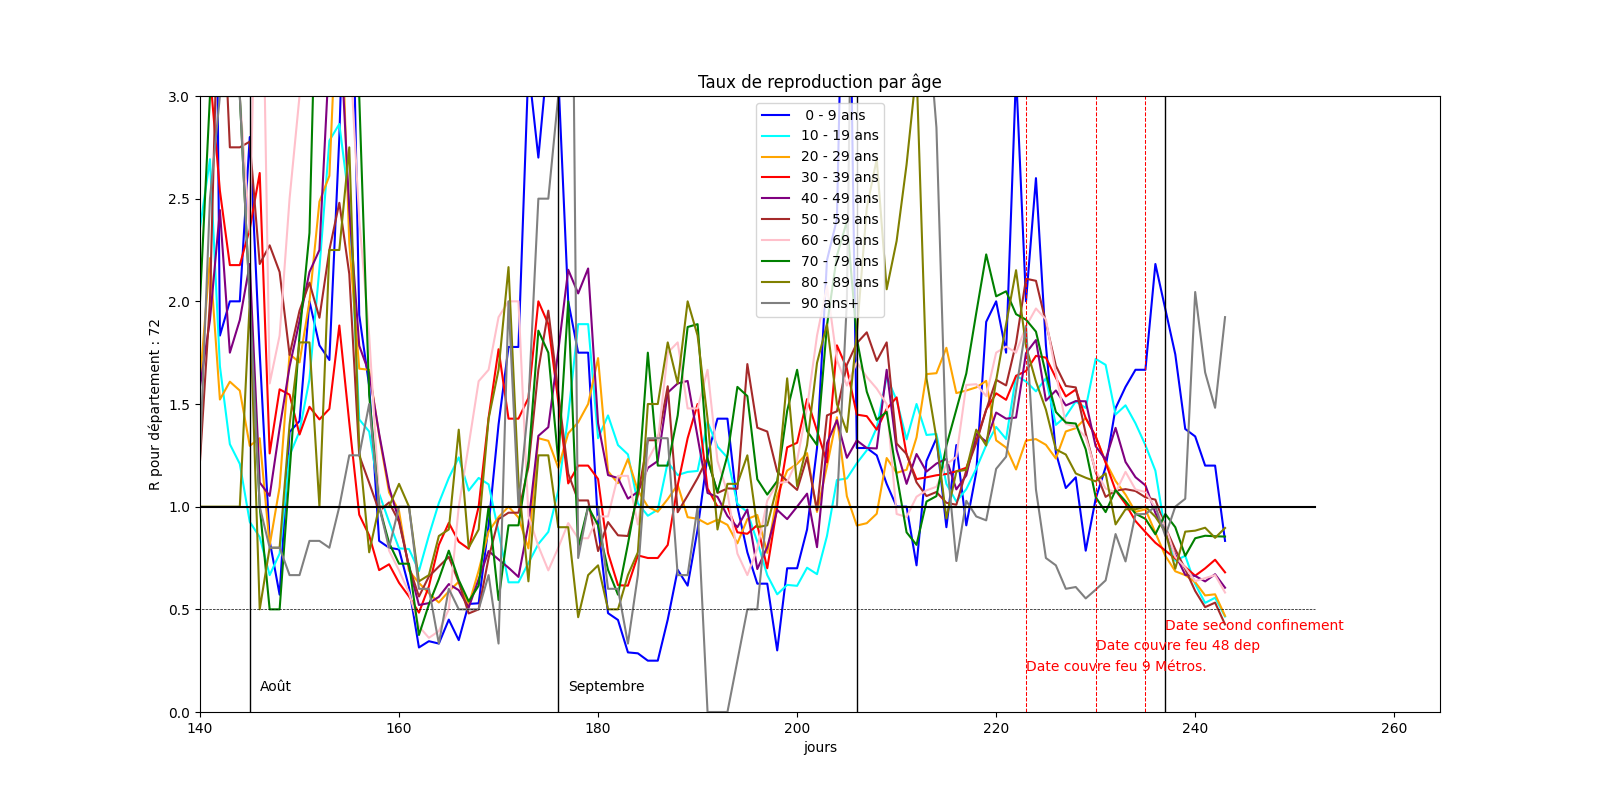 Taux de reproduction par âge
3.0
2.5
2.0
1.5
1.0
0.5
0.0
R pour département : 72
0 - 9 ans
10 - 19 ans
20 - 29 ans
30 - 39 ans
40 - 49 ans
50 - 59 ans
60 - 69 ans
70 - 79 ans
80 - 89 ans
90 ans+
Date second confinement
Date couvre feu 48 dep
Date couvre feu 9 Métros.
Août
Septembre
140
160
180
200
220
240
260
jours